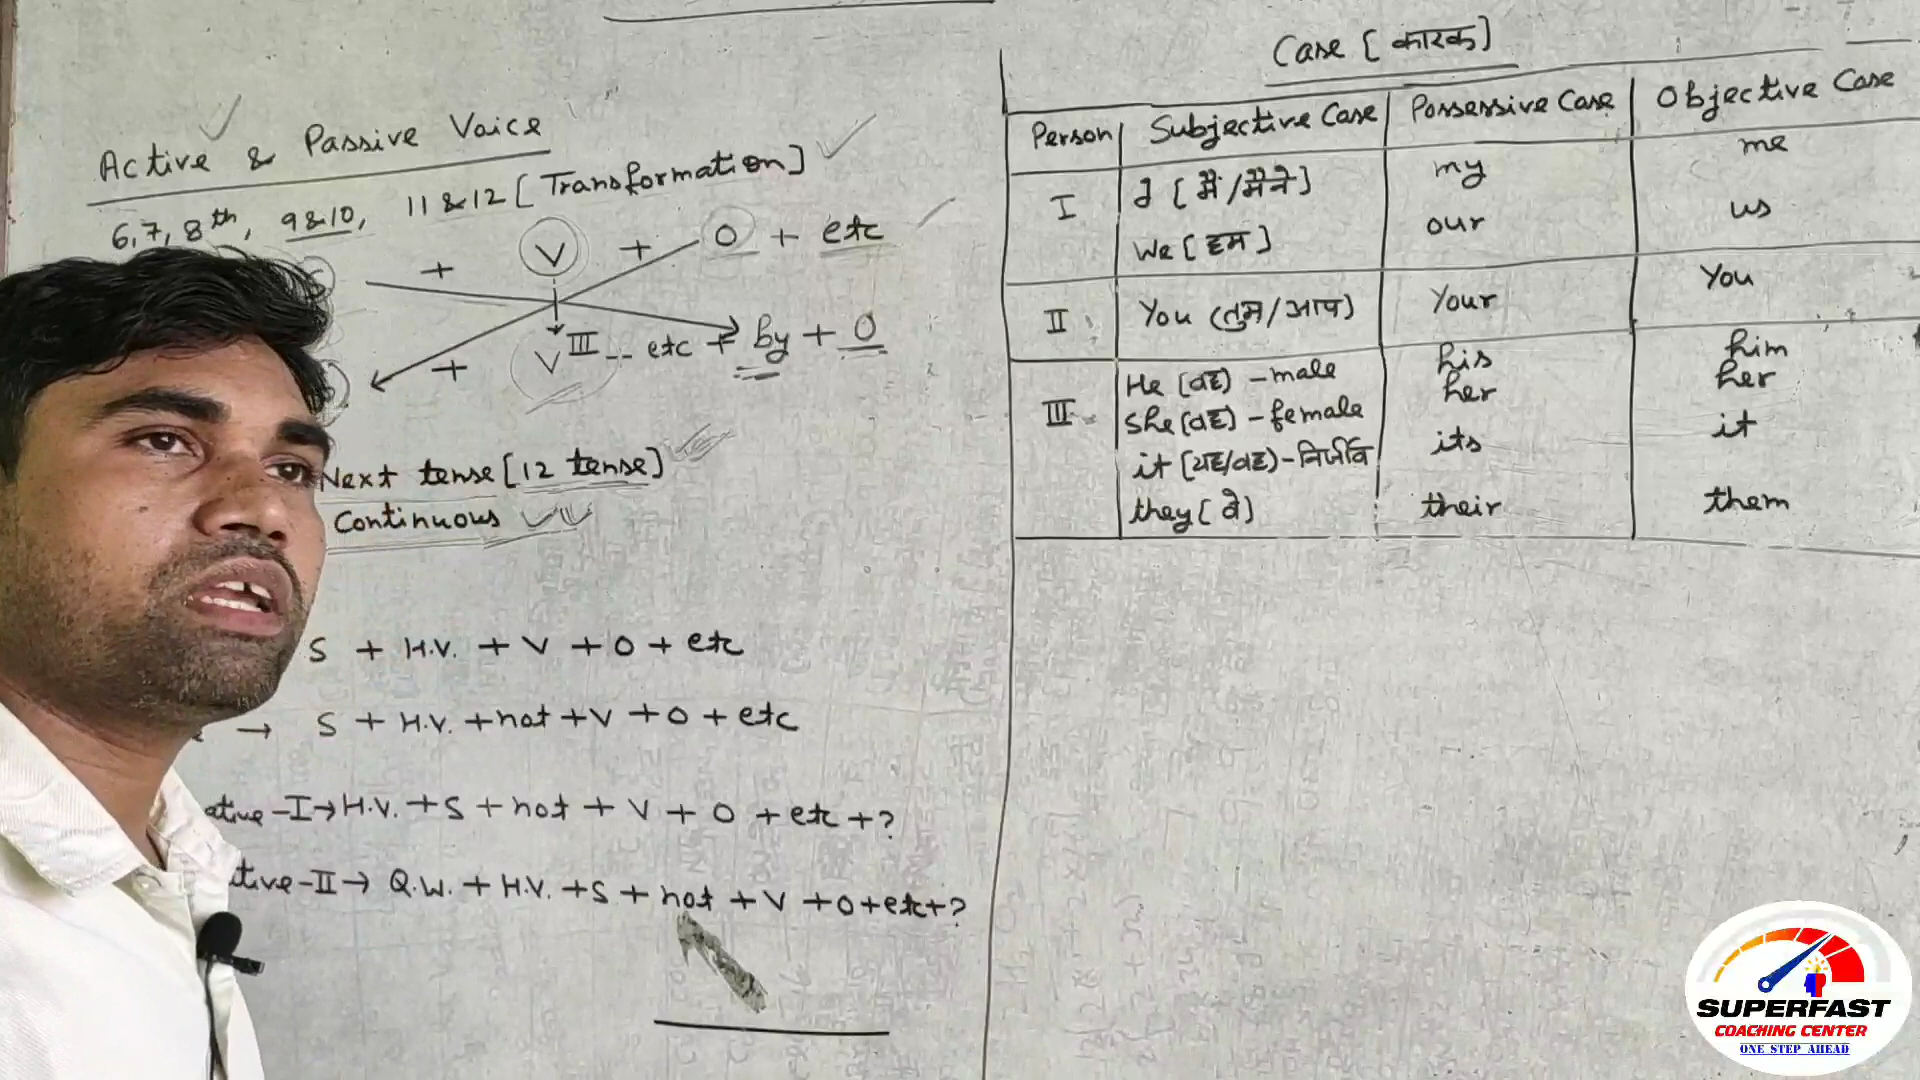 Active & Passive Voice
6,7,8th, 9&10, 11&12 [Transformation]
S + V + O + etc
+ V III -- etc + by + O
Next tense [12 tense]
Continuous
S + H.V. + V + O + etc
→ S + H.V. + not + V + O + etc
ative-I → H.V. + S + not + V + O + etc + ?
ative-II → Q.W. + H.V. + S + not + V + O + etc + ?
Case [कारक]
Person Subjective Case Possessive Case Objective Case
I I [मैं/मैंने] my me
We [हम] our us
II You (तुम/आप) Your You
III He [वह] - male his him
She [वह) - female her her
it [यह/वह) - निर्जीव its it
they [वे] their them
SUPERFAST
COACHING CENTER
ONE STEP AHEAD